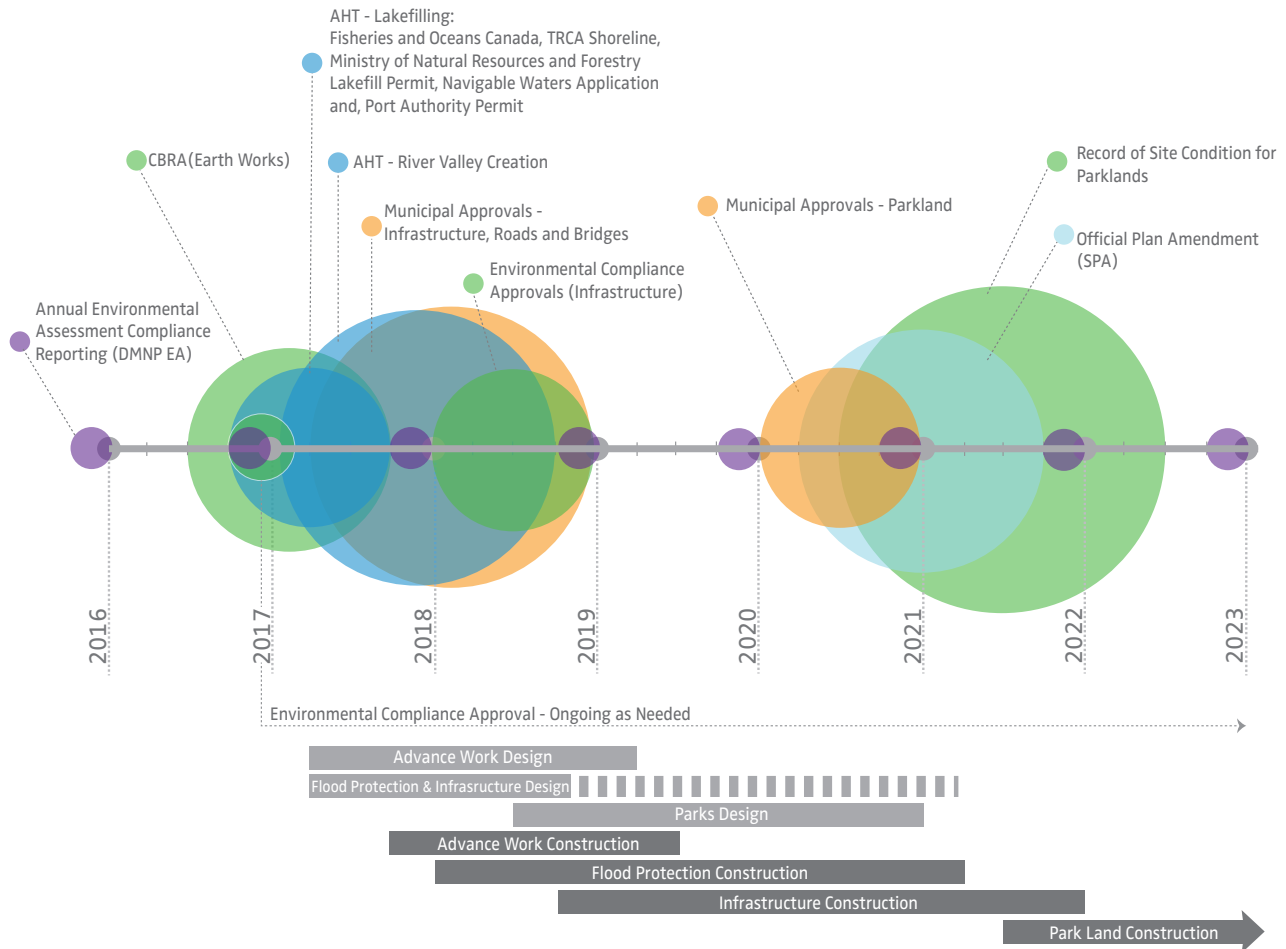 AHT - Lakefilling:
Fisheries and Oceans Canada, TRCA Shoreline,
Ministry of Natural Resources and Forestry
Lakefill Permit, Navigable Waters Application
and, Port Authority Permit
CBRA(Earth Works)
AHT - River Valley Creation
Municipal Approvals -
Infrastructure, Roads and Bridges
Environmental Compliance
Approvals (Infrastructure)
Annual Environmental
Assessment Compliance
Reporting (DMNP EA)
Municipal Approvals - Parkland
Record of Site Condition for
Parklands
Official Plan Amendment
(SPA)
2016
2017
2018
2019
2020
2021
2022
2023
Environmental Compliance Approval - Ongoing as Needed
Advance Work Design
Flood Protection & Infrasructure Design
Parks Design
Advance Work Construction
Flood Protection Construction
Infrastructure Construction
Park Land Construction